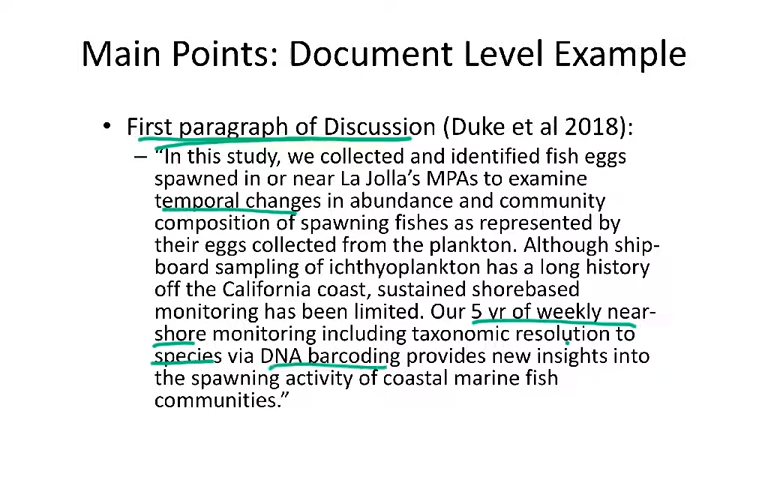 Main Points: Document Level Example
• First paragraph of Discussion (Duke et al 2018):
– “In this study, we collected and identified fish eggs
spawned in or near La Jolla’s MPAs to examine
temporal changes in abundance and community
composition of spawning fishes as represented by
their eggs collected from the plankton. Although ship-
board sampling of ichthyoplankton has a long history
off the California coast, sustained shorebased
monitoring has been limited. Our 5 yr of weekly near-
shore monitoring including taxonomic resolution to
species via DNA barcoding provides new insights into
the spawning activity of coastal marine fish
communities.”